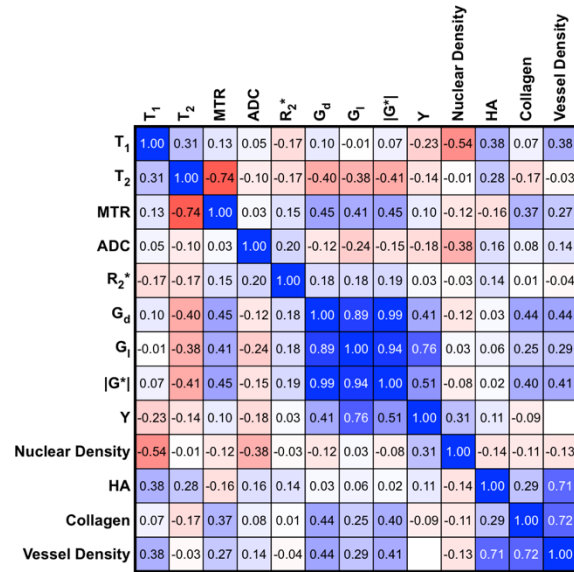 T1 T2 MTR ADC R2* Gd Gl |G*| Y Nuclear Density HA Collagen Vessel Density
T1 1.00 0.31 0.13 0.05 -0.17 0.10 -0.01 0.07 -0.23 -0.54 0.38 0.07 0.38
T2 0.31 1.00 -0.74 -0.10 -0.17 -0.40 -0.38 -0.41 -0.14 -0.01 0.28 -0.17 -0.03
MTR 0.13 -0.74 1.00 0.03 0.15 0.45 0.41 0.45 0.10 -0.12 -0.16 0.37 0.27
ADC 0.05 -0.10 0.03 1.00 0.20 -0.12 -0.24 -0.15 -0.18 -0.38 0.16 0.08 0.14
R2* -0.17 -0.17 0.15 0.20 1.00 0.18 0.18 0.19 0.03 -0.03 0.14 0.01 -0.04
Gd 0.10 -0.40 0.45 -0.12 0.18 1.00 0.89 0.99 0.41 -0.12 0.03 0.44 0.44
Gl -0.01 -0.38 0.41 -0.24 0.18 0.89 1.00 0.94 0.76 0.03 0.06 0.25 0.29
|G*| 0.07 -0.41 0.45 -0.15 0.19 0.99 0.94 1.00 0.51 -0.08 0.02 0.40 0.41
Y -0.23 -0.14 0.10 -0.18 0.03 0.41 0.76 0.51 1.00 0.31 0.11 -0.09
Nuclear Density -0.54 -0.01 -0.12 -0.38 -0.03 -0.12 0.03 -0.08 0.31 1.00 -0.14 -0.11 -0.13
HA 0.38 0.28 -0.16 0.16 0.14 0.03 0.06 0.02 0.11 -0.14 1.00 0.29 0.71
Collagen 0.07 -0.17 0.37 0.08 0.01 0.44 0.25 0.40 -0.09 -0.11 0.29 1.00 0.72
Vessel Density 0.38 -0.03 0.27 0.14 -0.04 0.44 0.29 0.41 -0.13 0.71 0.72 1.00